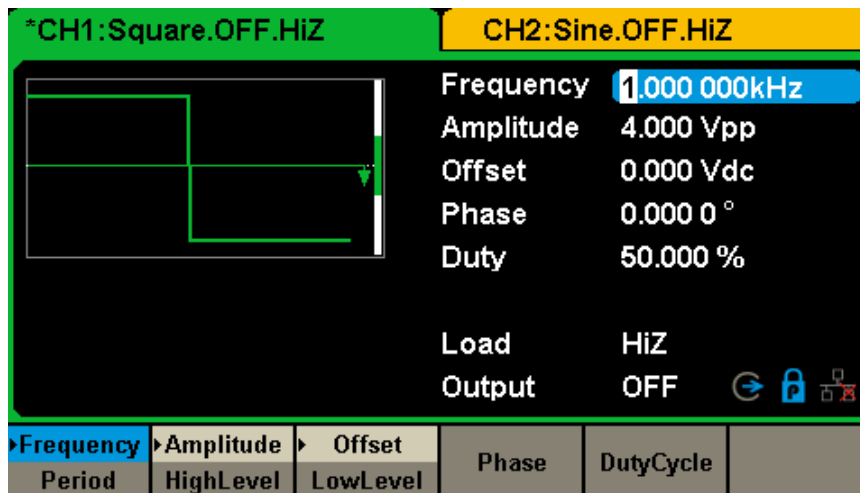 *CH1:Square.OFF.HiZ CH2:Sine.OFF.HiZ
Frequency 1.000 000kHz
Amplitude 4.000 Vpp
Offset 0.000 Vdc
Phase 0.000 0 °
Duty 50.000 %
Load HiZ
Output OFF
P
Frequency Amplitude Offset Phase DutyCycle
Period HighLevel LowLevel